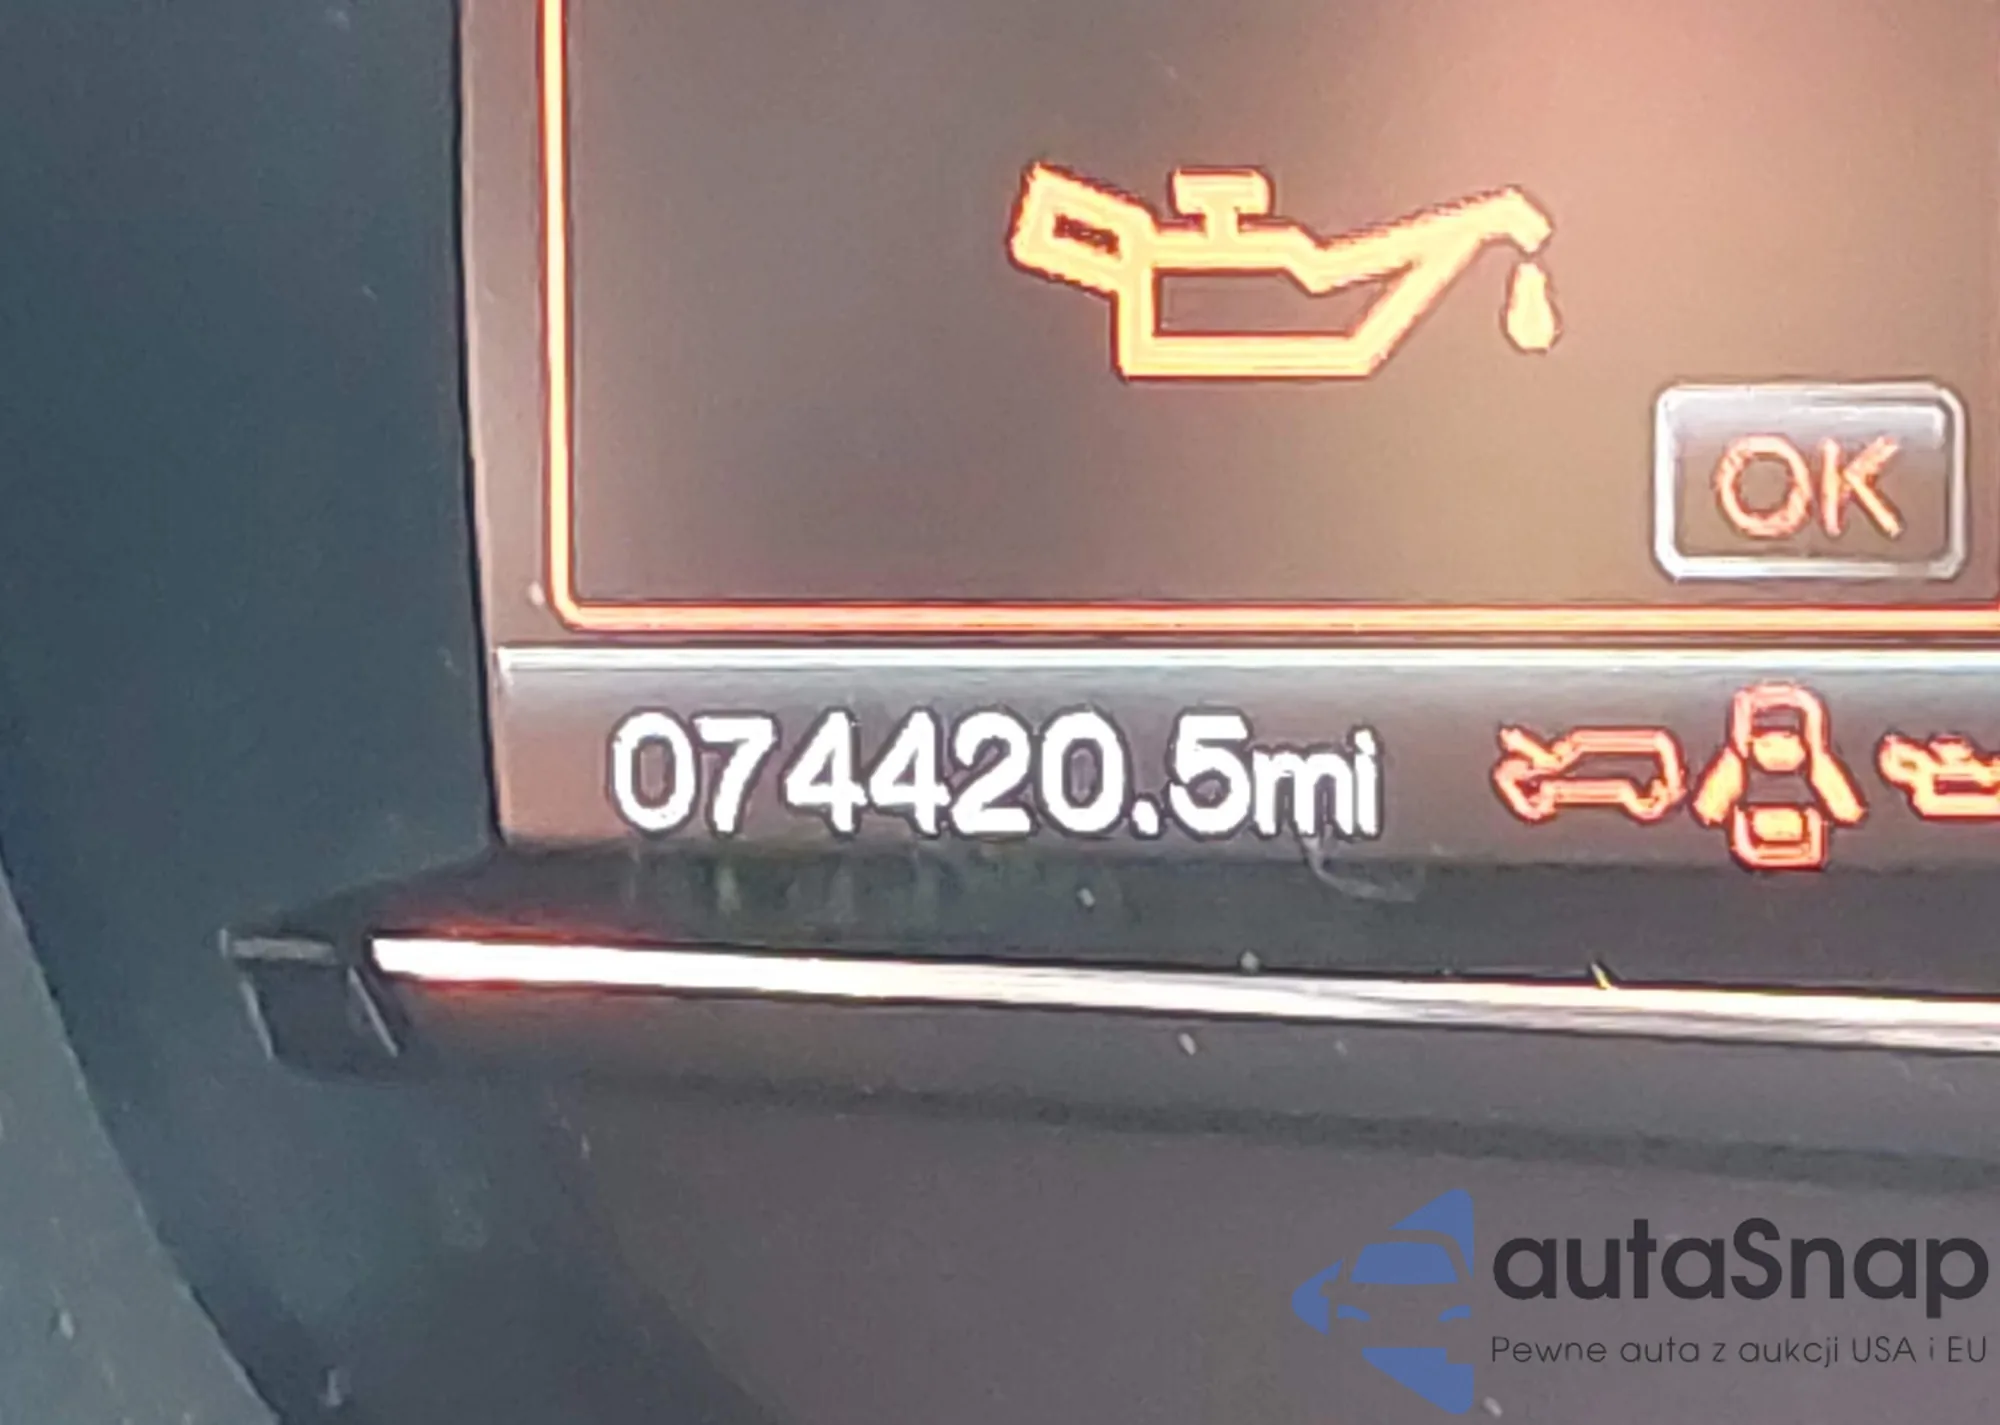 OK
074420.5mi
autaSnap
Pewne auta z aukcji USA i EU